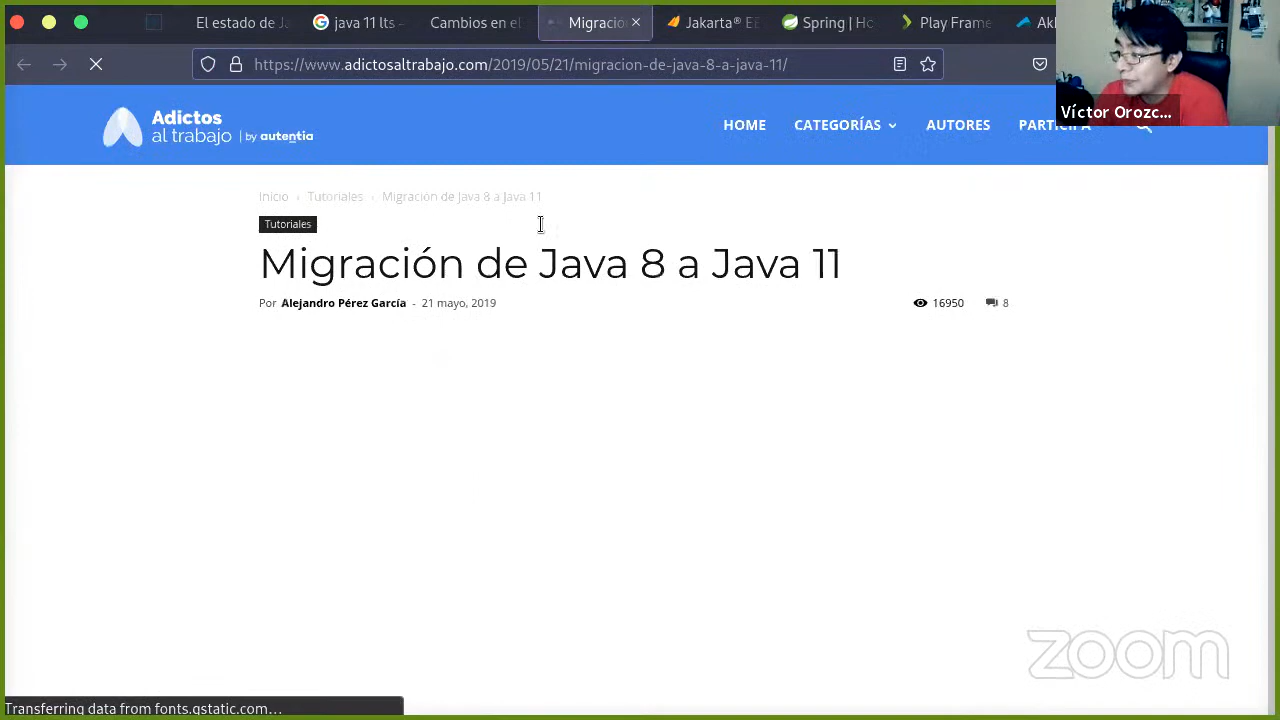 El estado de J
java 11 lts –
Cambios en el
Migracio
Jakarta® EE
Spring | Ho
Play Frame
Ak
https://www.adictosaltrabajo.com/2019/05/21/migracion-de-java-8-a-java-11/
Víctor Orozc...
Adictos
al trabajo | by autentia
HOME CATEGORÍAS AUTORES PARTICIPA
Inicio › Tutoriales › Migración de Java 8 a Java 11
Tutoriales
Migración de Java 8 a Java 11
Por Alejandro Pérez García - 21 mayo, 2019
16950 8
zoom
Transferring data from fonts.gstatic.com…